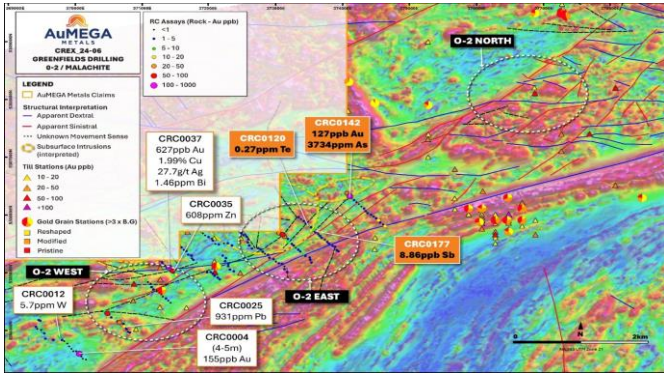 AuMEGA
METALS
CREX_24-06
GREENFIELDS DRILLING
0-2 / MALACHITE
LEGEND
AuMEGA Metals Claims
Structural Interpretation
Apparent Dextral
Apparent Sinistral
Unknown Movement Sense
Subsurface Intrusions
(Interpreted)
Till Stations (Au ppb)
10 - 20
20 - 50
50 - 100
+100
Gold Grain Stations (>3 x B.G)
Reshaped
Modified
Pristine
RC Assays (Rock - Au ppb)
<1
1 - 5
5 - 10
10 - 20
20 - 50
50 - 100
100 - 1000
O-2 NORTH
CRC0142
127ppb Au
3734ppm As
CRC0120
0.27ppm Te
CRC0037
627ppb Au
1.99% Cu
27.7g/t Ag
1.46ppm Bi
CRC0035
608ppm Zn
CRC0177
8.86ppb Sb
O-2 WEST
O-2 EAST
CRC0012
5.7ppm W
CRC0025
931ppm Pb
CRC0004
(4-5m)
155ppb Au
N
0
2km